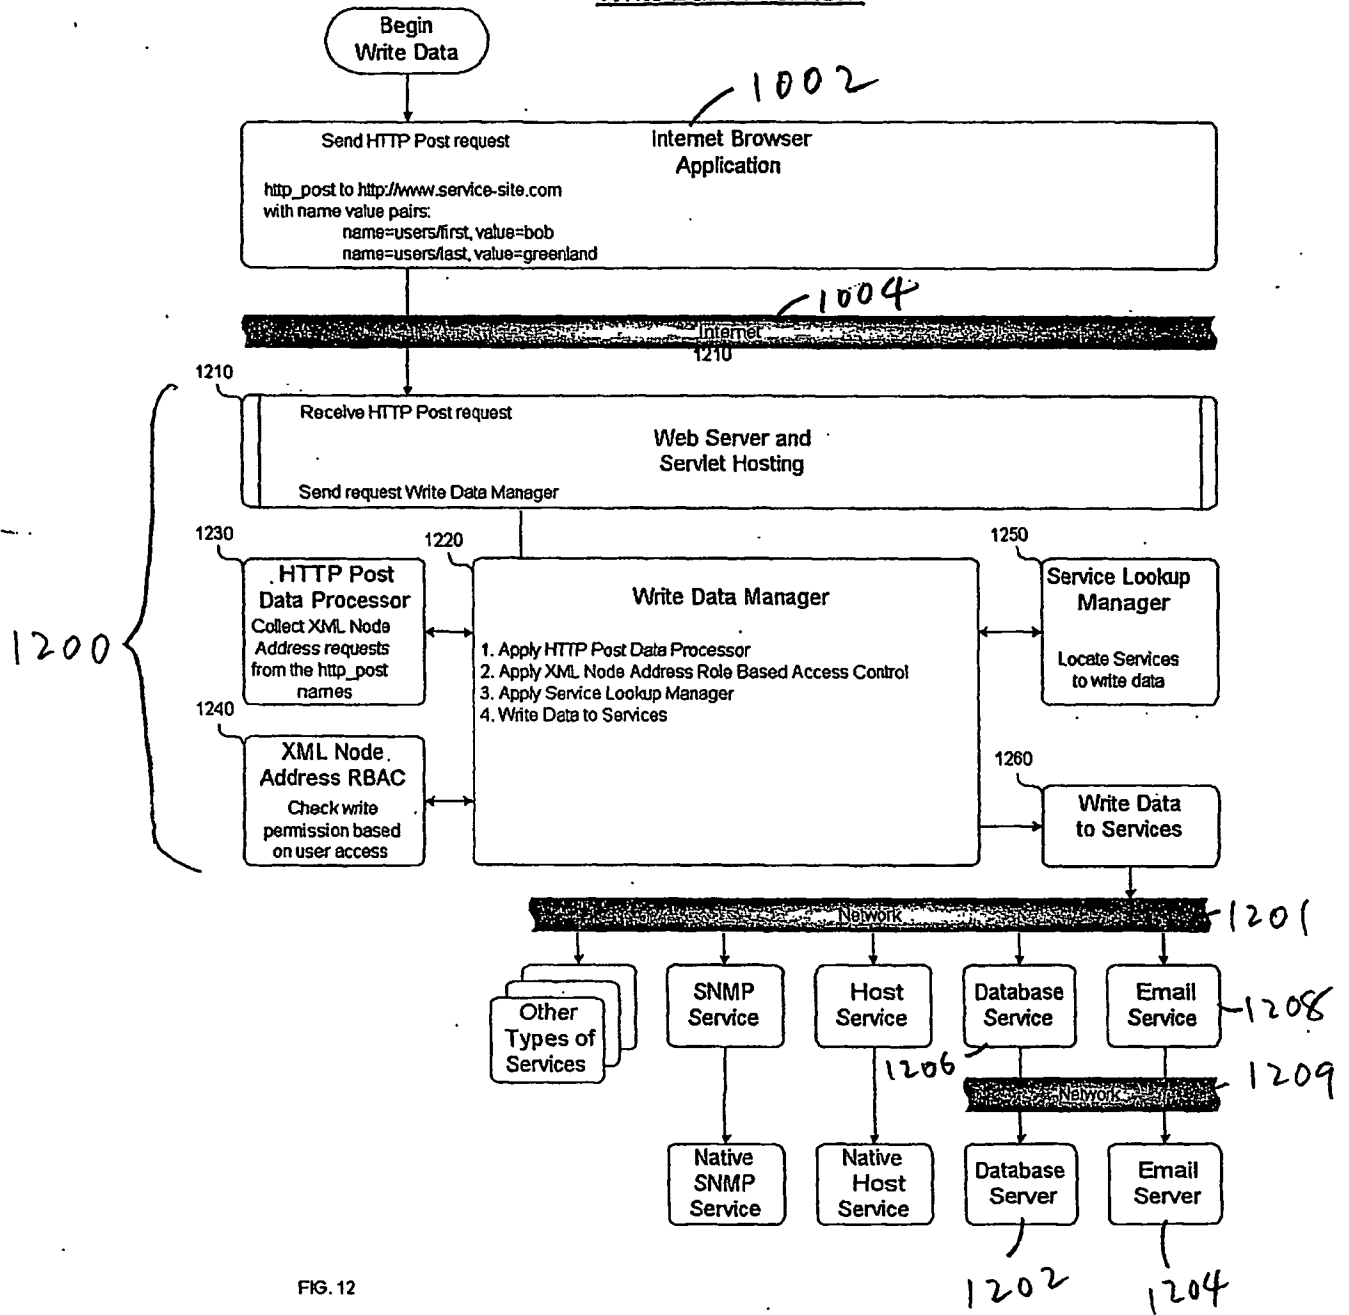 Begin
Write Data
1002
Send HTTP Post request
Internet Browser
Application
http_post to http://www.service-site.com
with name value pairs:
name=users/first, value=bob
name=users/last, value=greenland
1004
Internet
1210
1210
Receive HTTP Post request
Web Server and
Servlet Hosting
Send request Write Data Manager
1200
1230
HTTP Post
Data Processor
Collect XML Node
Address requests
from the http_post
names
1220
Write Data Manager
1. Apply HTTP Post Data Processor
2. Apply XML Node Address Role Based Access Control
3. Apply Service Lookup Manager
4. Write Data to Services
1250
Service Lookup
Manager
Locate Services
to write data
1240
XML Node
Address RBAC
Check write
permission based
on user access
1260
Write Data
to Services
Network
1201
Other
Types of
Services
SNMP
Service
Host
Service
Database
Service
1206
Email
Service
1208
Network
1209
Native
SNMP
Service
Native
Host
Service
Database
Server
Email
Server
1202
1204
FIG. 12